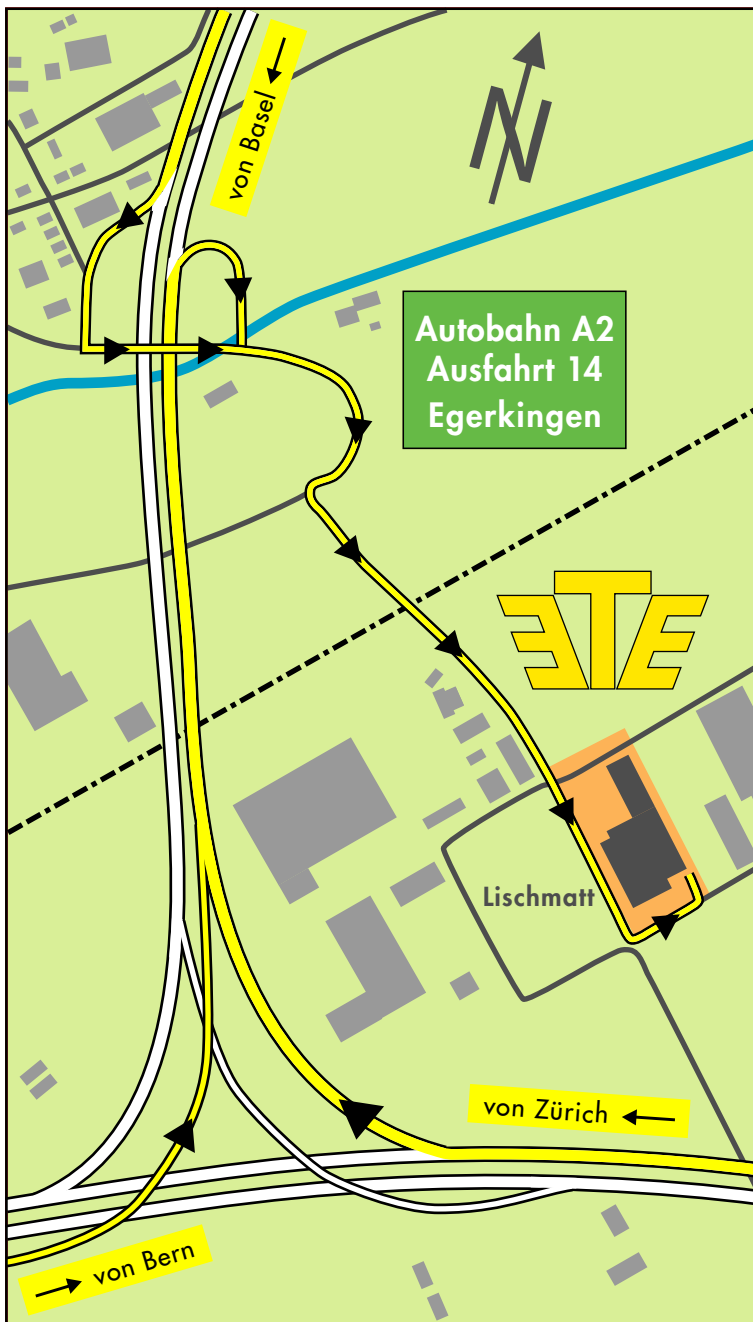 von Basel
N
Autobahn A2
Ausfahrt 14
Egerkingen
ETE
Lischmatt
von Zürich
von Bern